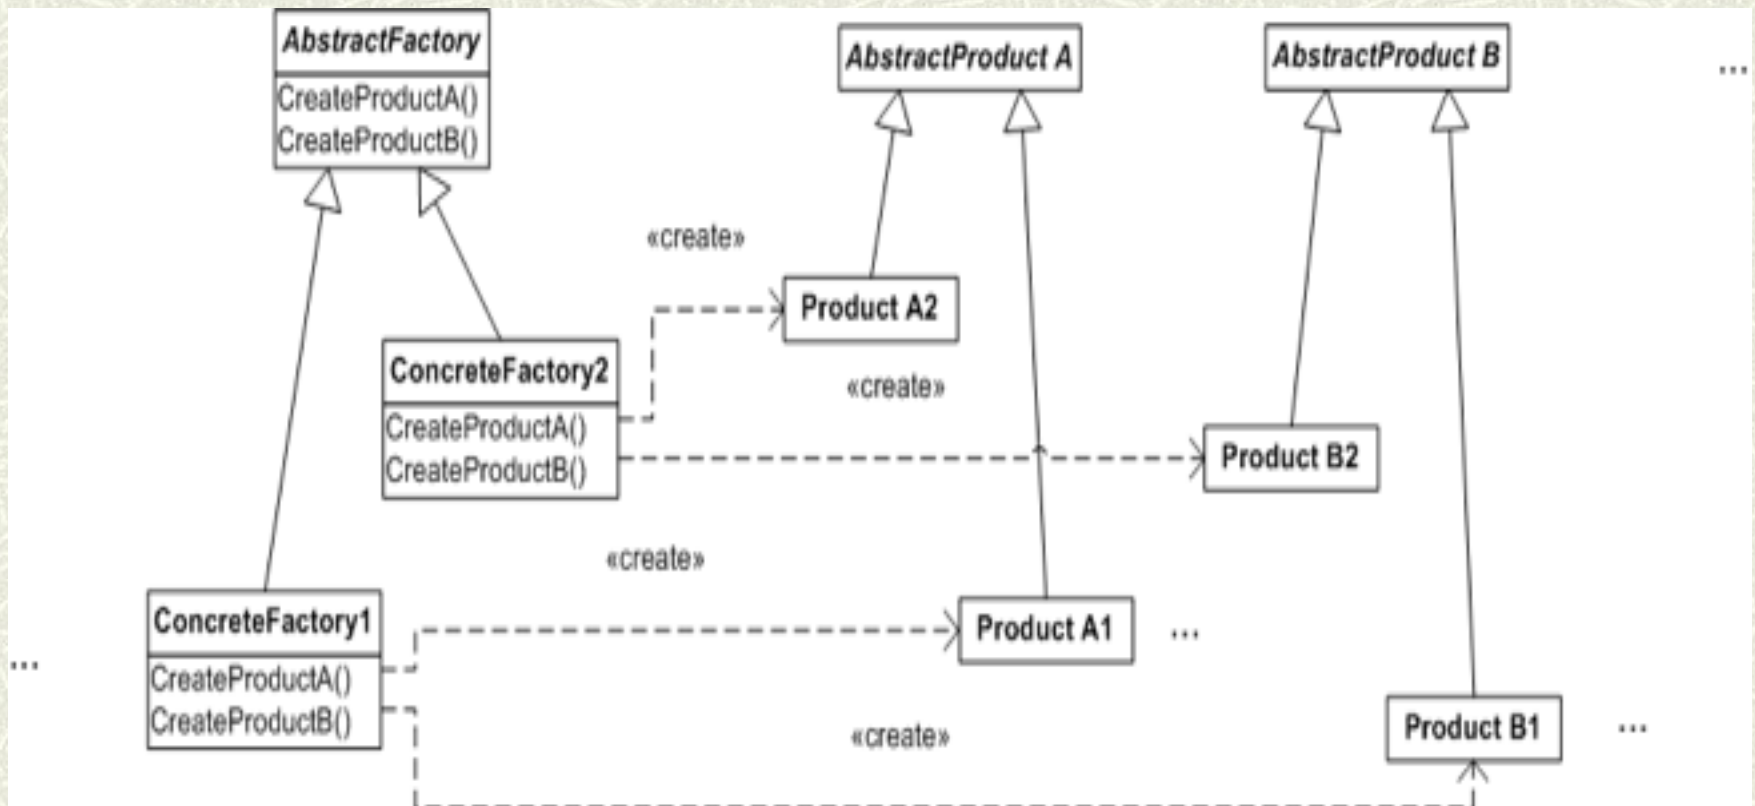 AbstractFactory
CreateProductA()
CreateProductB()
AbstractProduct A
AbstractProduct B
...
«create»
Product A2
ConcreteFactory2
CreateProductA()
CreateProductB()
«create»
Product B2
«create»
ConcreteFactory1
CreateProductA()
CreateProductB()
...
Product A1
...
«create»
Product B1
...